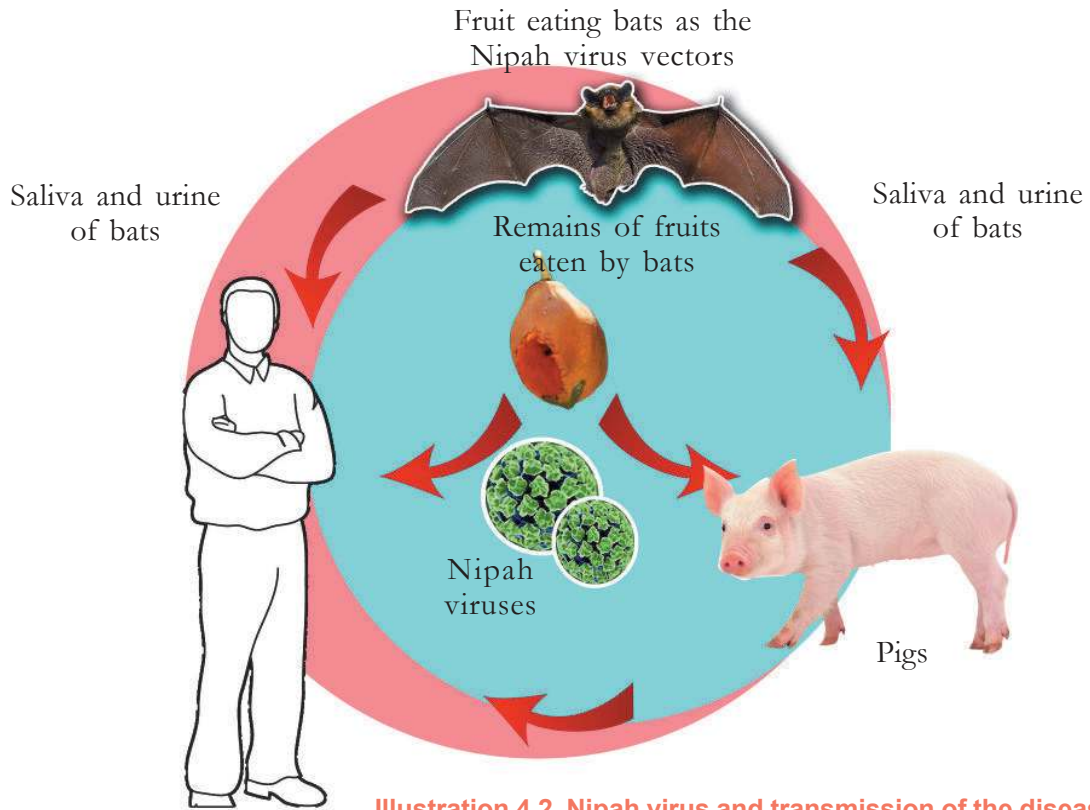 Fruit eating bats as the
Nipah virus vectors
Saliva and urine
of bats
Saliva and urine
of bats
Remains of fruits
eaten by bats
Nipah
viruses
Pigs
Illustration 4.2 Nipah virus and transmission of the disea